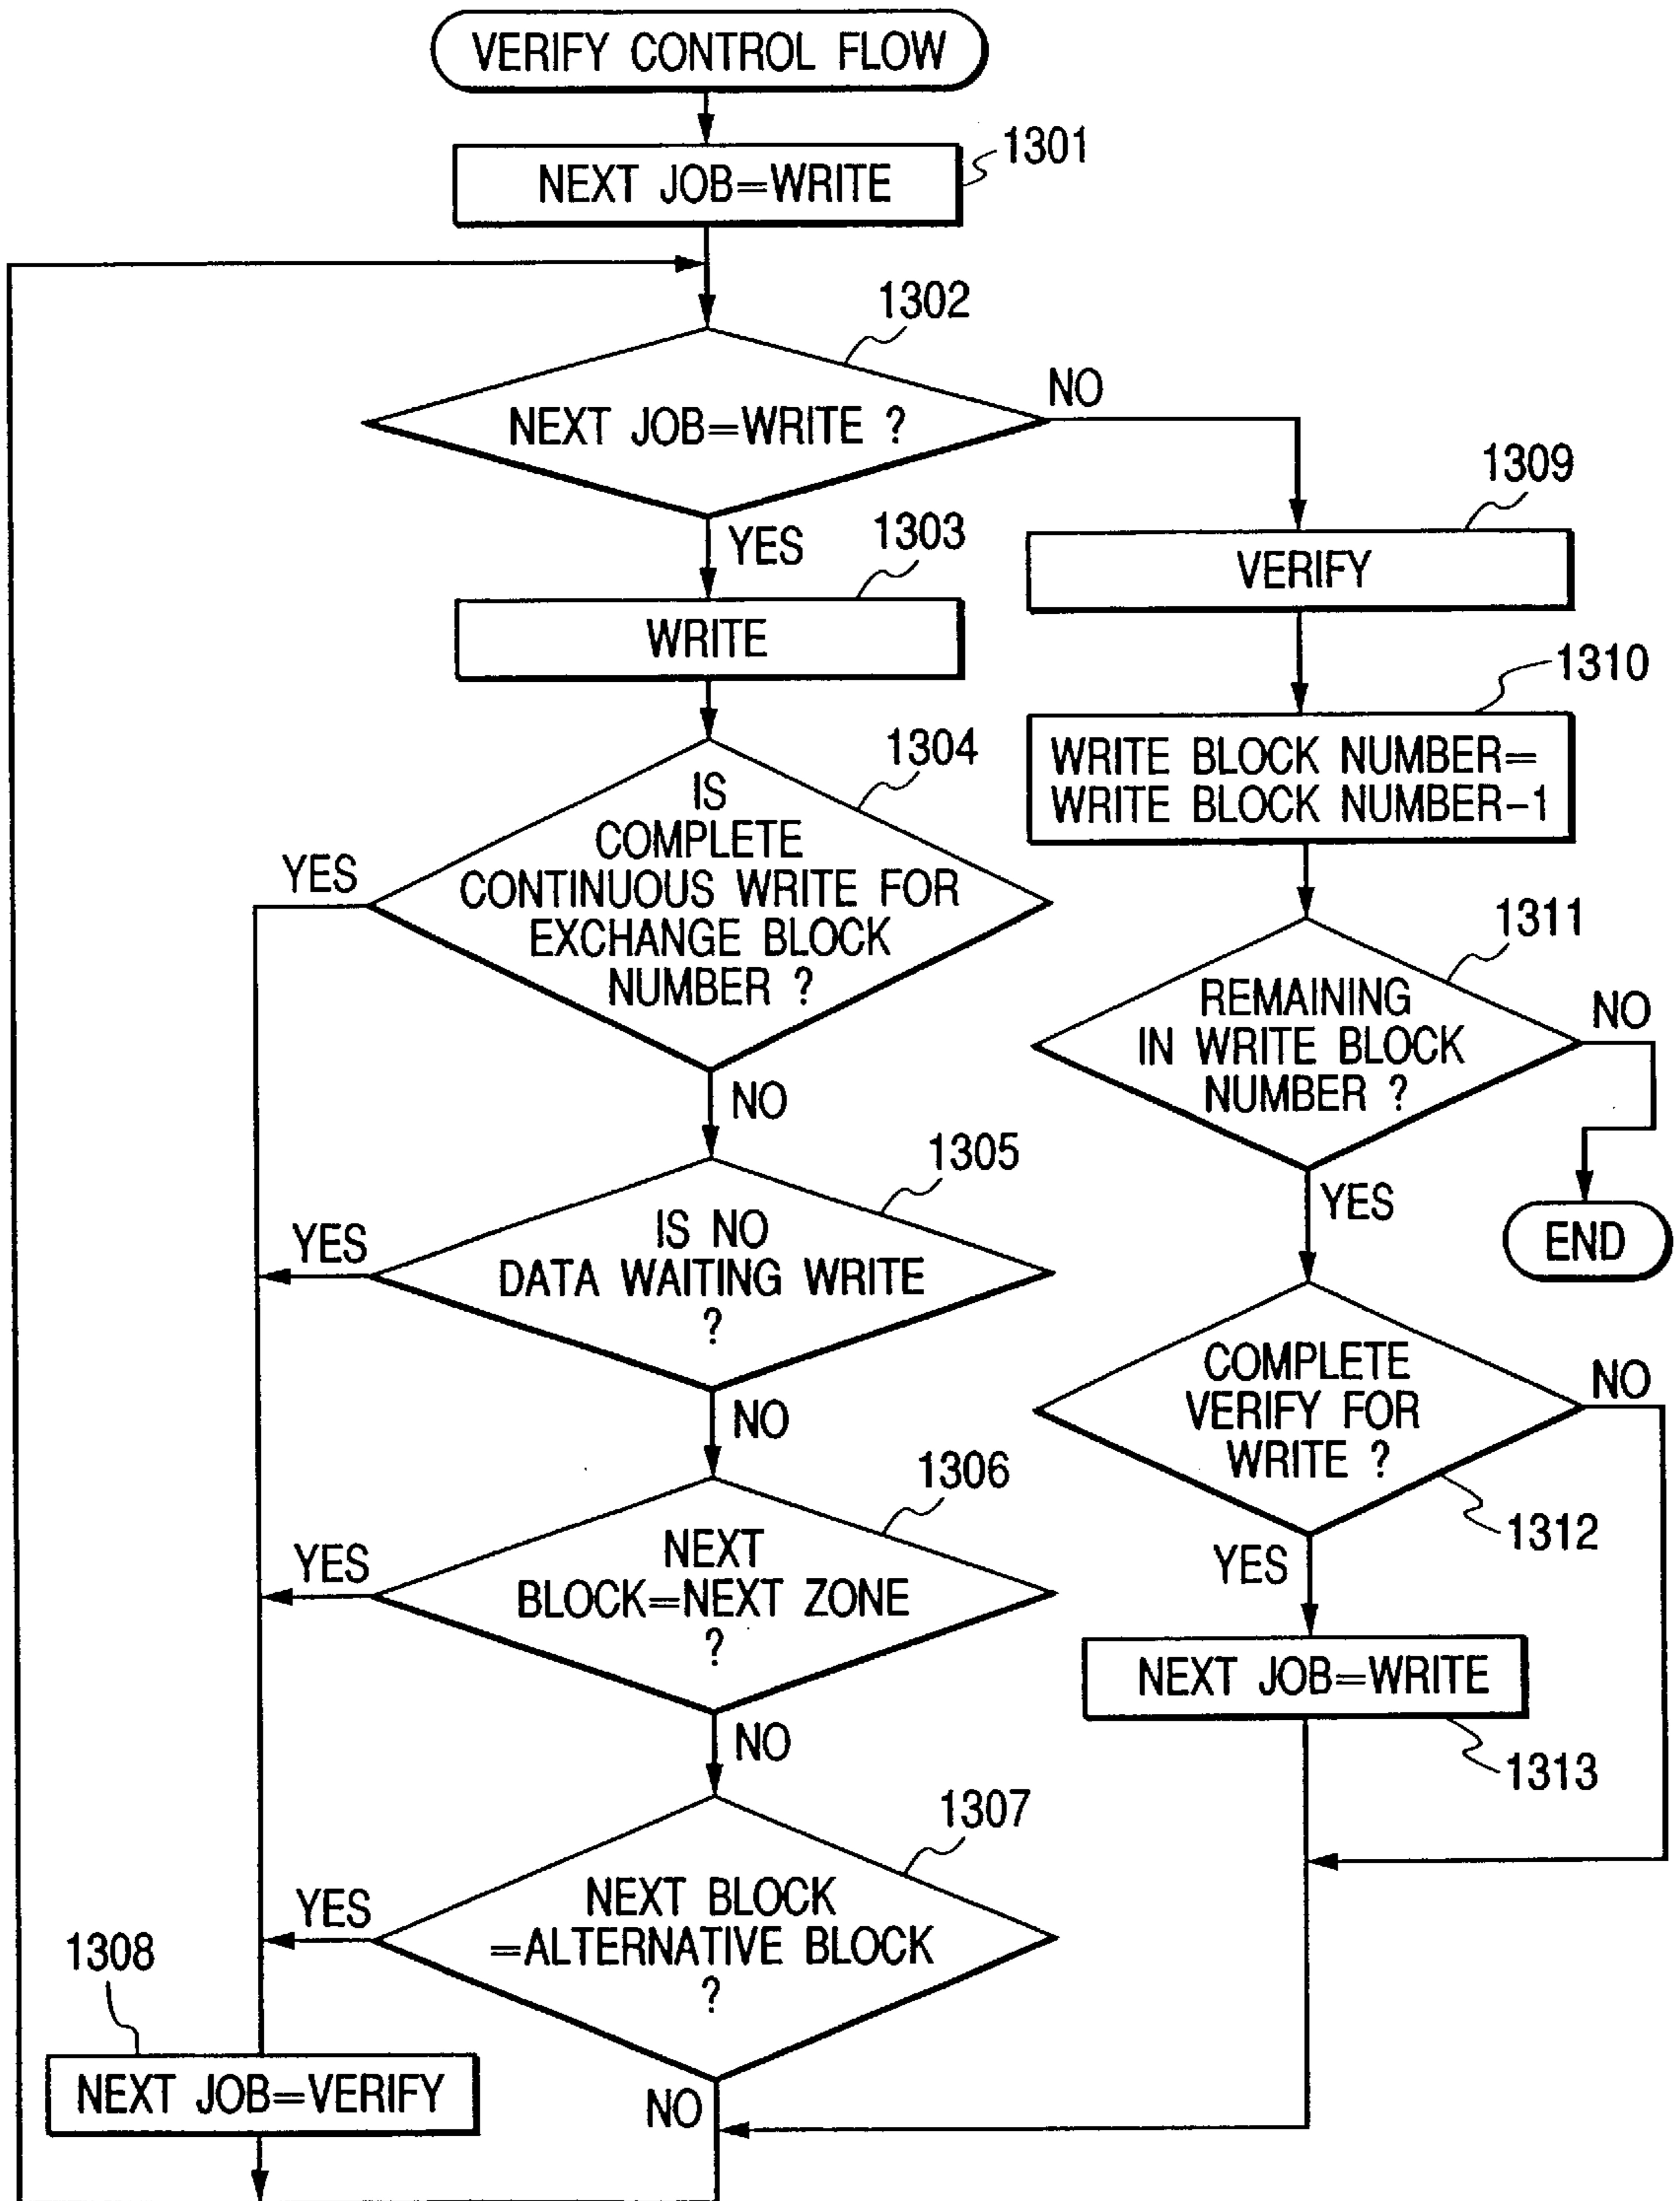 VERIFY CONTROL FLOW
NEXT JOB=WRITE
1301
1302
NEXT JOB=WRITE ?
NO
YES
1303
WRITE
1309
VERIFY
1310
WRITE BLOCK NUMBER=
WRITE BLOCK NUMBER-1
1304
IS
COMPLETE
CONTINUOUS WRITE FOR
EXCHANGE BLOCK
NUMBER ?
YES
NO
1311
REMAINING
IN WRITE BLOCK
NUMBER ?
NO
YES
END
1305
IS NO
DATA WAITING WRITE
?
YES
NO
COMPLETE
VERIFY FOR
WRITE ?
NO
1312
YES
1306
NEXT
BLOCK=NEXT ZONE
?
YES
NO
NEXT JOB=WRITE
1313
1307
NEXT BLOCK
=ALTERNATIVE BLOCK
?
YES
NO
1308
NEXT JOB=VERIFY